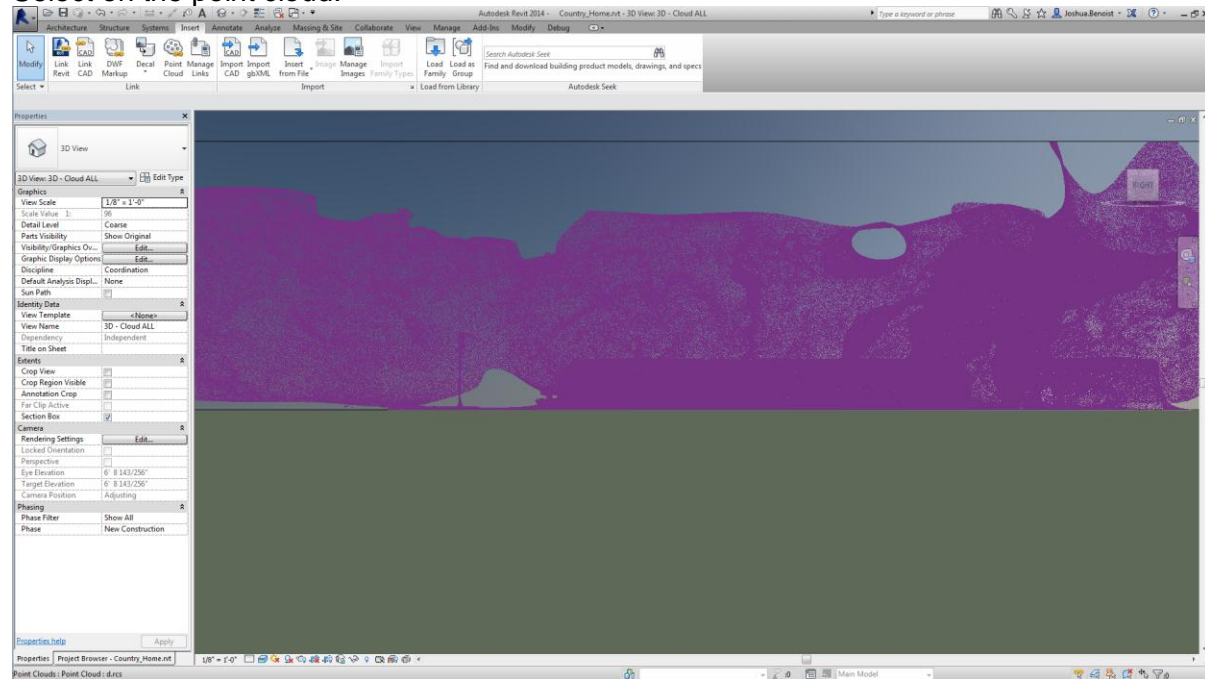 Select on the point cloud.
Autodesk Revit 2014 - Country_Home.rvt - 3D View: 3D - Cloud ALL
Type a keyword or phrase
Joshua.Benoist
Architecture Structure Systems Insert Annotate Analyze Massing & Site Collaborate View Manage Add-Ins Modify Debug
Modify
Link Revit
Link CAD
DWF Markup
Decal
Point Cloud
Manage Links
Import CAD
Import gbXML
Insert from File
Image
Manage Images
Import Family Types
Load Family
Load as Group
Search Autodesk Seek
Find and download building product models, drawings, and specs
Select
Link
Import
Load from Library
Autodesk Seek
Properties
3D View
3D View: 3D - Cloud ALL
Edit Type
Graphics
View Scale 1/8" = 1'-0"
Scale Value 1: 96
Detail Level Coarse
Parts Visibility Show Original
Visibility/Graphics Ov... Edit...
Graphic Display Options Edit...
Discipline Coordination
Default Analysis Displ... None
Sun Path
Identity Data
View Template <None>
View Name 3D - Cloud ALL
Dependency Independent
Title on Sheet
Extents
Crop View
Crop Region Visible
Annotation Crop
Far Clip Active
Section Box
Camera
Rendering Settings Edit...
Locked Orientation
Perspective
Eye Elevation 6' 8 143/256"
Target Elevation 6' 8 143/256"
Camera Position Adjusting
Phasing
Phase Filter Show All
Phase New Construction
RIGHT
Properties help
Apply
Properties
Project Browser - Country_Home.rvt
1/8" = 1'-0"
Point Clouds : Point Cloud : d.rcs
:0
Main Model
:0